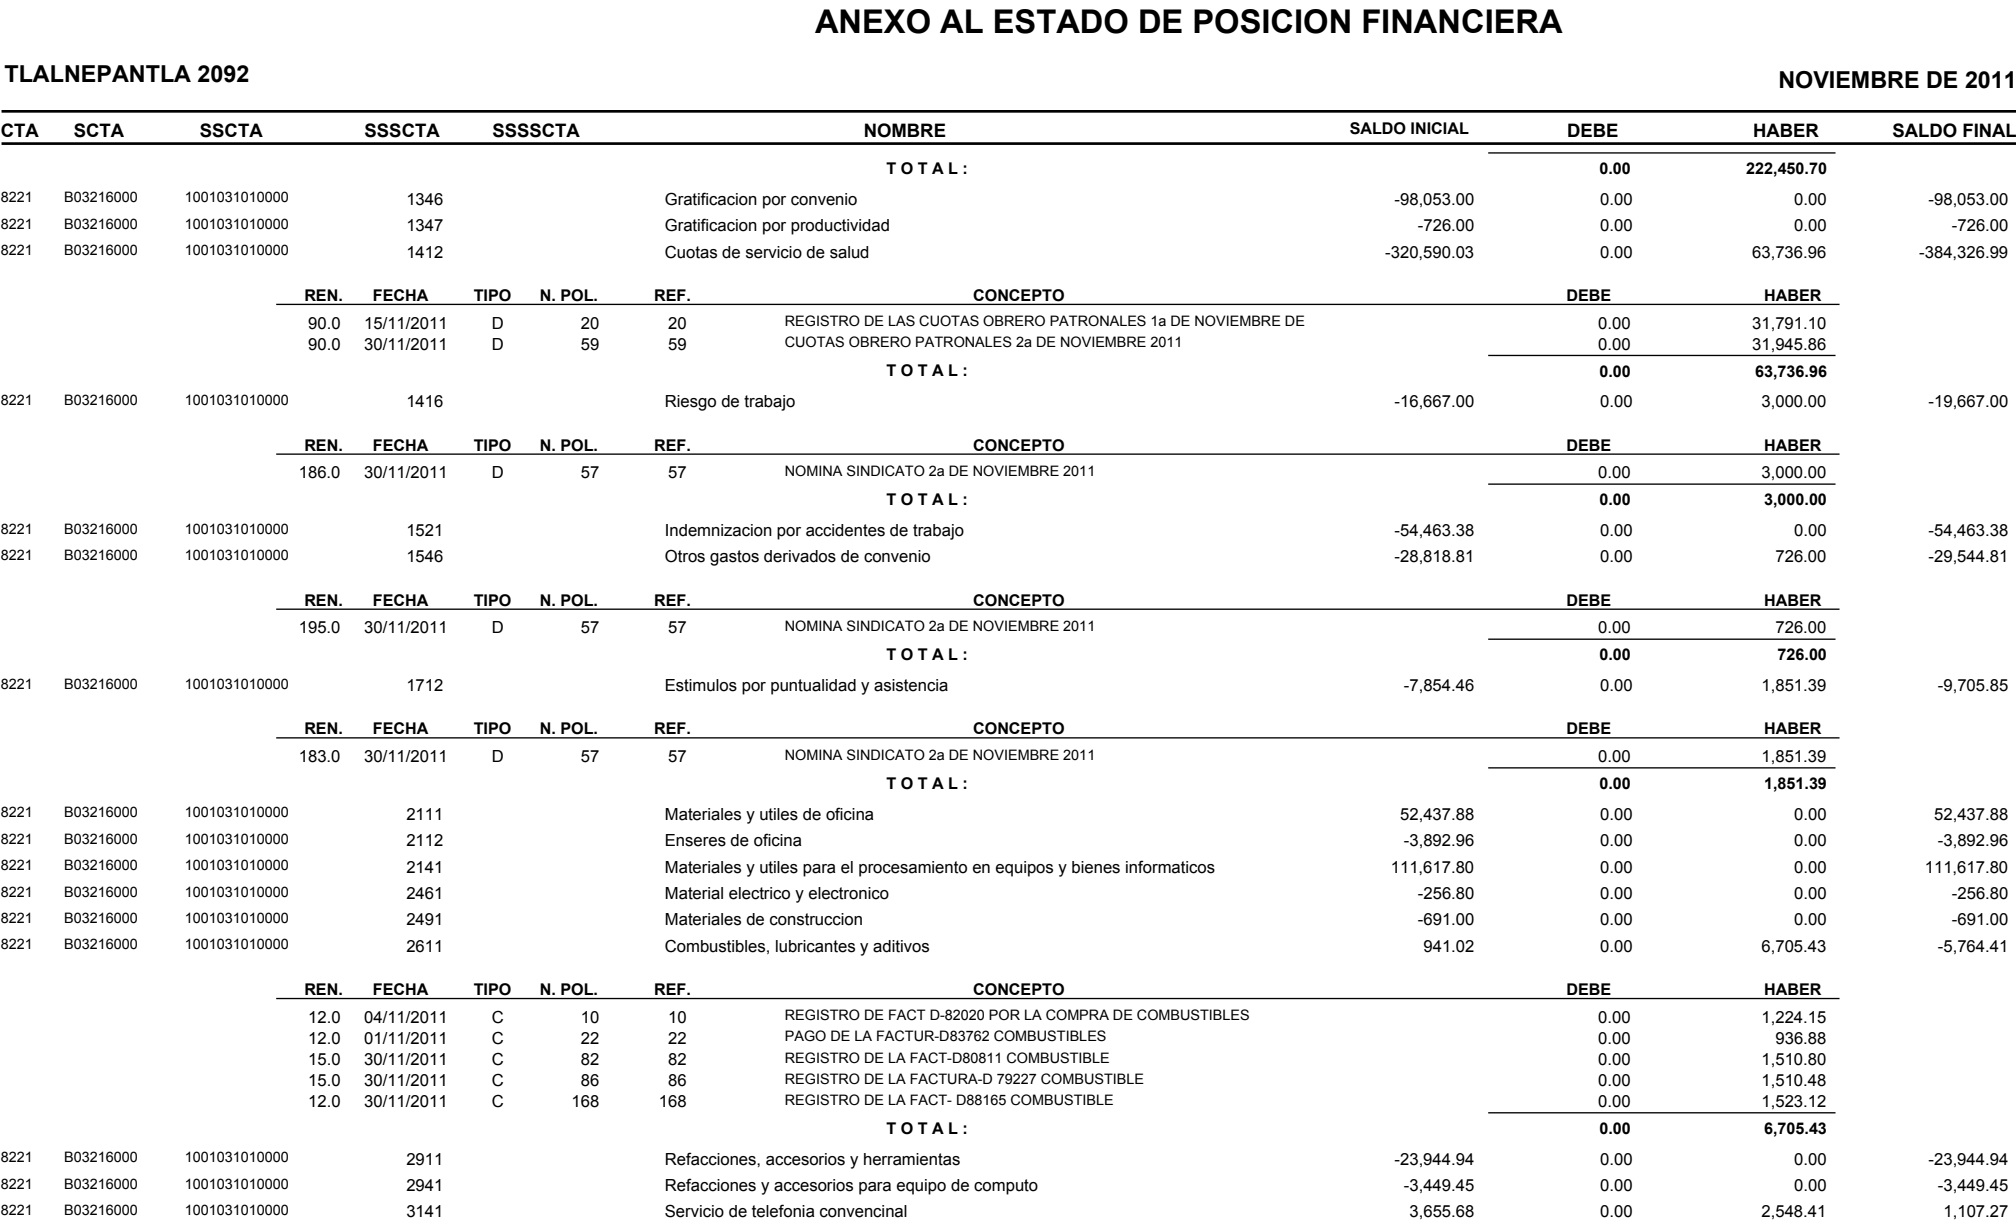 ANEXO AL ESTADO DE POSICION FINANCIERA
TLALNEPANTLA 2092
NOVIEMBRE DE 2011
CTA SCTA SSCTA SSSCTA SSSSCTA NOMBRE SALDO INICIAL DEBE HABER SALDO FINAL
T O T A L : 0.00 222,450.70
8221 B03216000 1001031010000 1346 Gratificacion por convenio -98,053.00 0.00 0.00 -98,053.00
8221 B03216000 1001031010000 1347 Gratificacion por productividad -726.00 0.00 0.00 -726.00
8221 B03216000 1001031010000 1412 Cuotas de servicio de salud -320,590.03 0.00 63,736.96 -384,326.99
REN. FECHA TIPO N. POL. REF. CONCEPTO DEBE HABER
90.0 15/11/2011 D 20 20 REGISTRO DE LAS CUOTAS OBRERO PATRONALES 1a DE NOVIEMBRE DE 0.00 31,791.10
90.0 30/11/2011 D 59 59 CUOTAS OBRERO PATRONALES 2a DE NOVIEMBRE 2011 0.00 31,945.86
T O T A L : 0.00 63,736.96
8221 B03216000 1001031010000 1416 Riesgo de trabajo -16,667.00 0.00 3,000.00 -19,667.00
REN. FECHA TIPO N. POL. REF. CONCEPTO DEBE HABER
186.0 30/11/2011 D 57 57 NOMINA SINDICATO 2a DE NOVIEMBRE 2011 0.00 3,000.00
T O T A L : 0.00 3,000.00
8221 B03216000 1001031010000 1521 Indemnizacion por accidentes de trabajo -54,463.38 0.00 0.00 -54,463.38
8221 B03216000 1001031010000 1546 Otros gastos derivados de convenio -28,818.81 0.00 726.00 -29,544.81
REN. FECHA TIPO N. POL. REF. CONCEPTO DEBE HABER
195.0 30/11/2011 D 57 57 NOMINA SINDICATO 2a DE NOVIEMBRE 2011 0.00 726.00
T O T A L : 0.00 726.00
8221 B03216000 1001031010000 1712 Estimulos por puntualidad y asistencia -7,854.46 0.00 1,851.39 -9,705.85
REN. FECHA TIPO N. POL. REF. CONCEPTO DEBE HABER
183.0 30/11/2011 D 57 57 NOMINA SINDICATO 2a DE NOVIEMBRE 2011 0.00 1,851.39
T O T A L : 0.00 1,851.39
8221 B03216000 1001031010000 2111 Materiales y utiles de oficina 52,437.88 0.00 0.00 52,437.88
8221 B03216000 1001031010000 2112 Enseres de oficina -3,892.96 0.00 0.00 -3,892.96
8221 B03216000 1001031010000 2141 Materiales y utiles para el procesamiento en equipos y bienes informaticos 111,617.80 0.00 0.00 111,617.80
8221 B03216000 1001031010000 2461 Material electrico y electronico -256.80 0.00 0.00 -256.80
8221 B03216000 1001031010000 2491 Materiales de construccion -691.00 0.00 0.00 -691.00
8221 B03216000 1001031010000 2611 Combustibles, lubricantes y aditivos 941.02 0.00 6,705.43 -5,764.41
REN. FECHA TIPO N. POL. REF. CONCEPTO DEBE HABER
12.0 04/11/2011 C 10 10 REGISTRO DE FACT D-82020 POR LA COMPRA DE COMBUSTIBLES 0.00 1,224.15
12.0 01/11/2011 C 22 22 PAGO DE LA FACTUR-D83762 COMBUSTIBLES 0.00 936.88
15.0 30/11/2011 C 82 82 REGISTRO DE LA FACT-D80811 COMBUSTIBLE 0.00 1,510.80
15.0 30/11/2011 C 86 86 REGISTRO DE LA FACTURA-D 79227 COMBUSTIBLE 0.00 1,510.48
12.0 30/11/2011 C 168 168 REGISTRO DE LA FACT- D88165 COMBUSTIBLE 0.00 1,523.12
T O T A L : 0.00 6,705.43
8221 B03216000 1001031010000 2911 Refacciones, accesorios y herramientas -23,944.94 0.00 0.00 -23,944.94
8221 B03216000 1001031010000 2941 Refacciones y accesorios para equipo de computo -3,449.45 0.00 0.00 -3,449.45
8221 B03216000 1001031010000 3141 Servicio de telefonia convencinal 3,655.68 0.00 2,548.41 1,107.27